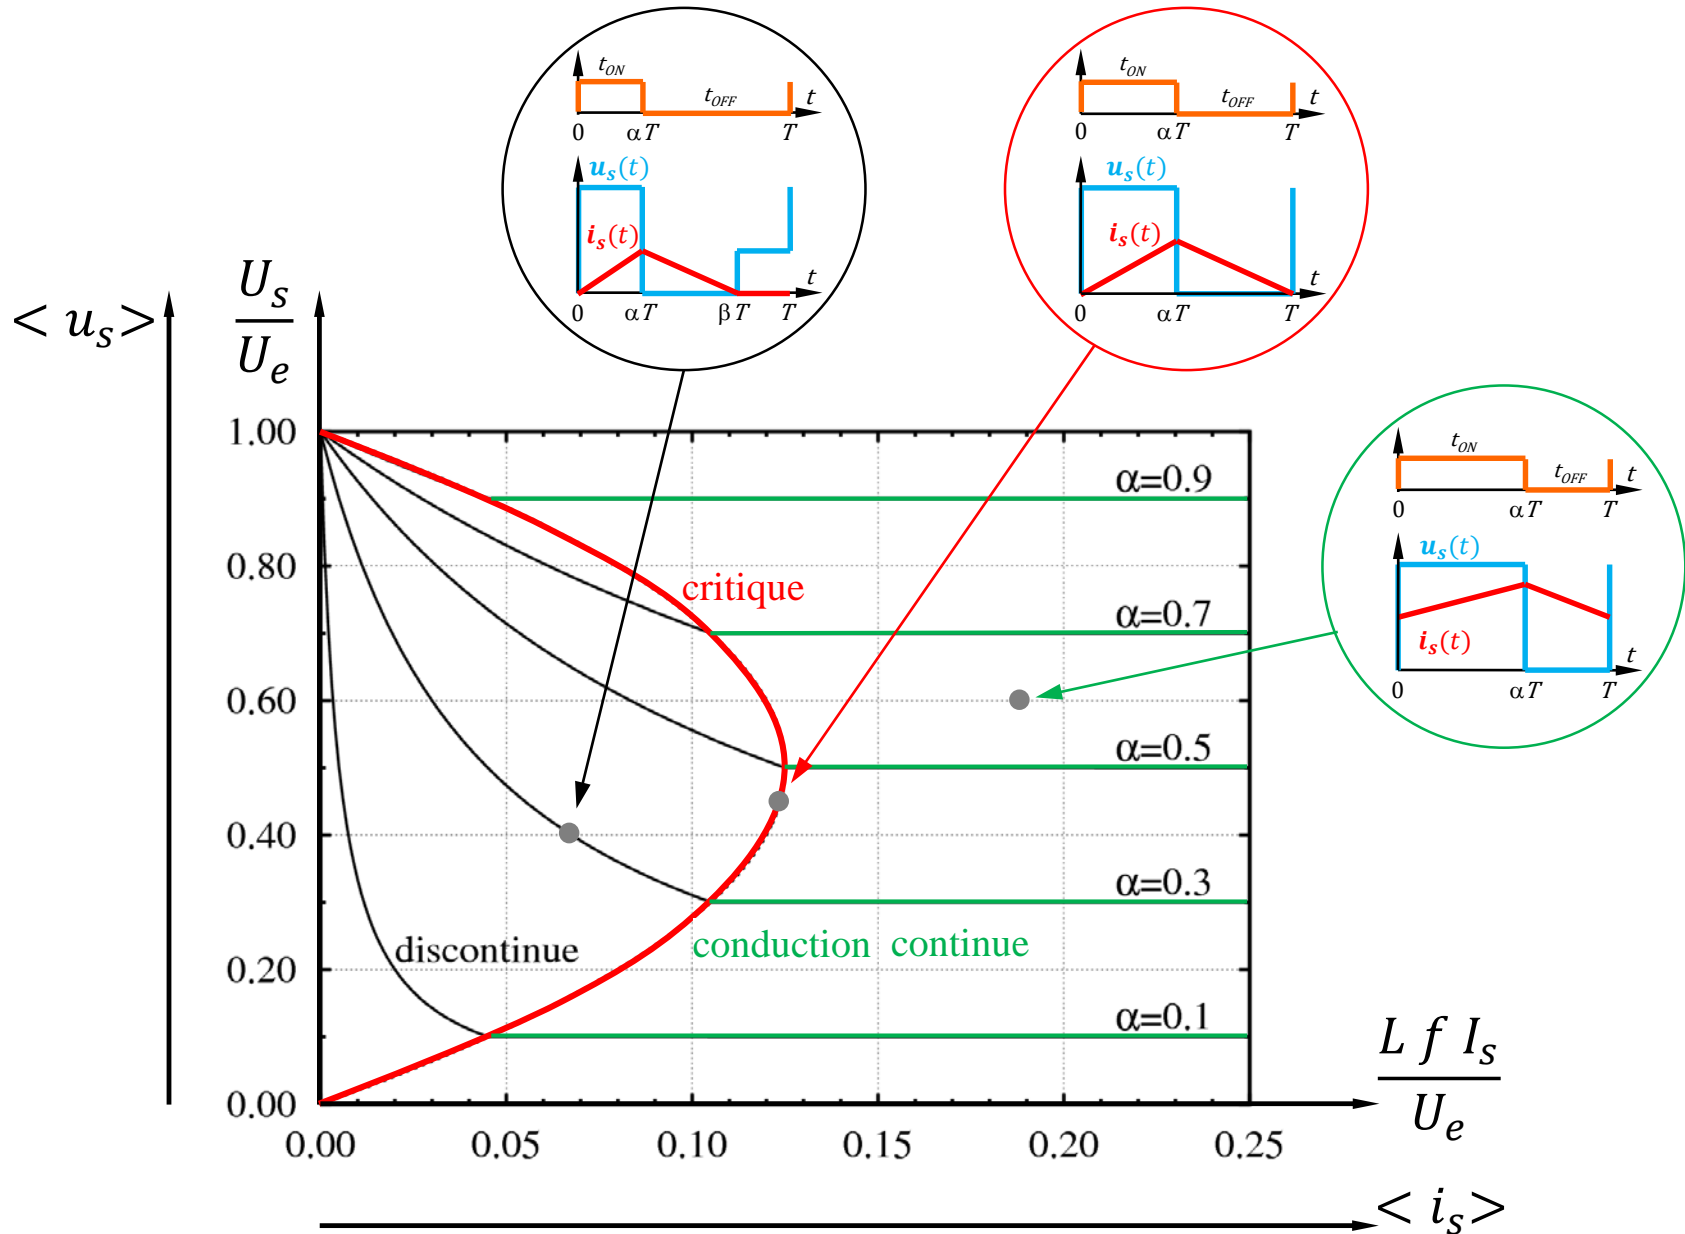 t_ON
t_OFF
t
0
αT
T
u_s(t)
i_s(t)
t
0
αT
βT
T
t_ON
t_OFF
t
0
αT
T
u_s(t)
i_s(t)
t
0
αT
T
t_ON
t_OFF
t
0
αT
T
u_s(t)
i_s(t)
t
0
αT
T
< u_s >
U_s
U_e
1.00
0.80
0.60
0.40
0.20
0.00
α=0.9
critique
α=0.7
α=0.5
α=0.3
discontinue
conduction continue
α=0.1
0.00 0.05 0.10 0.15 0.20 0.25
L f I_s
U_e
< i_s >